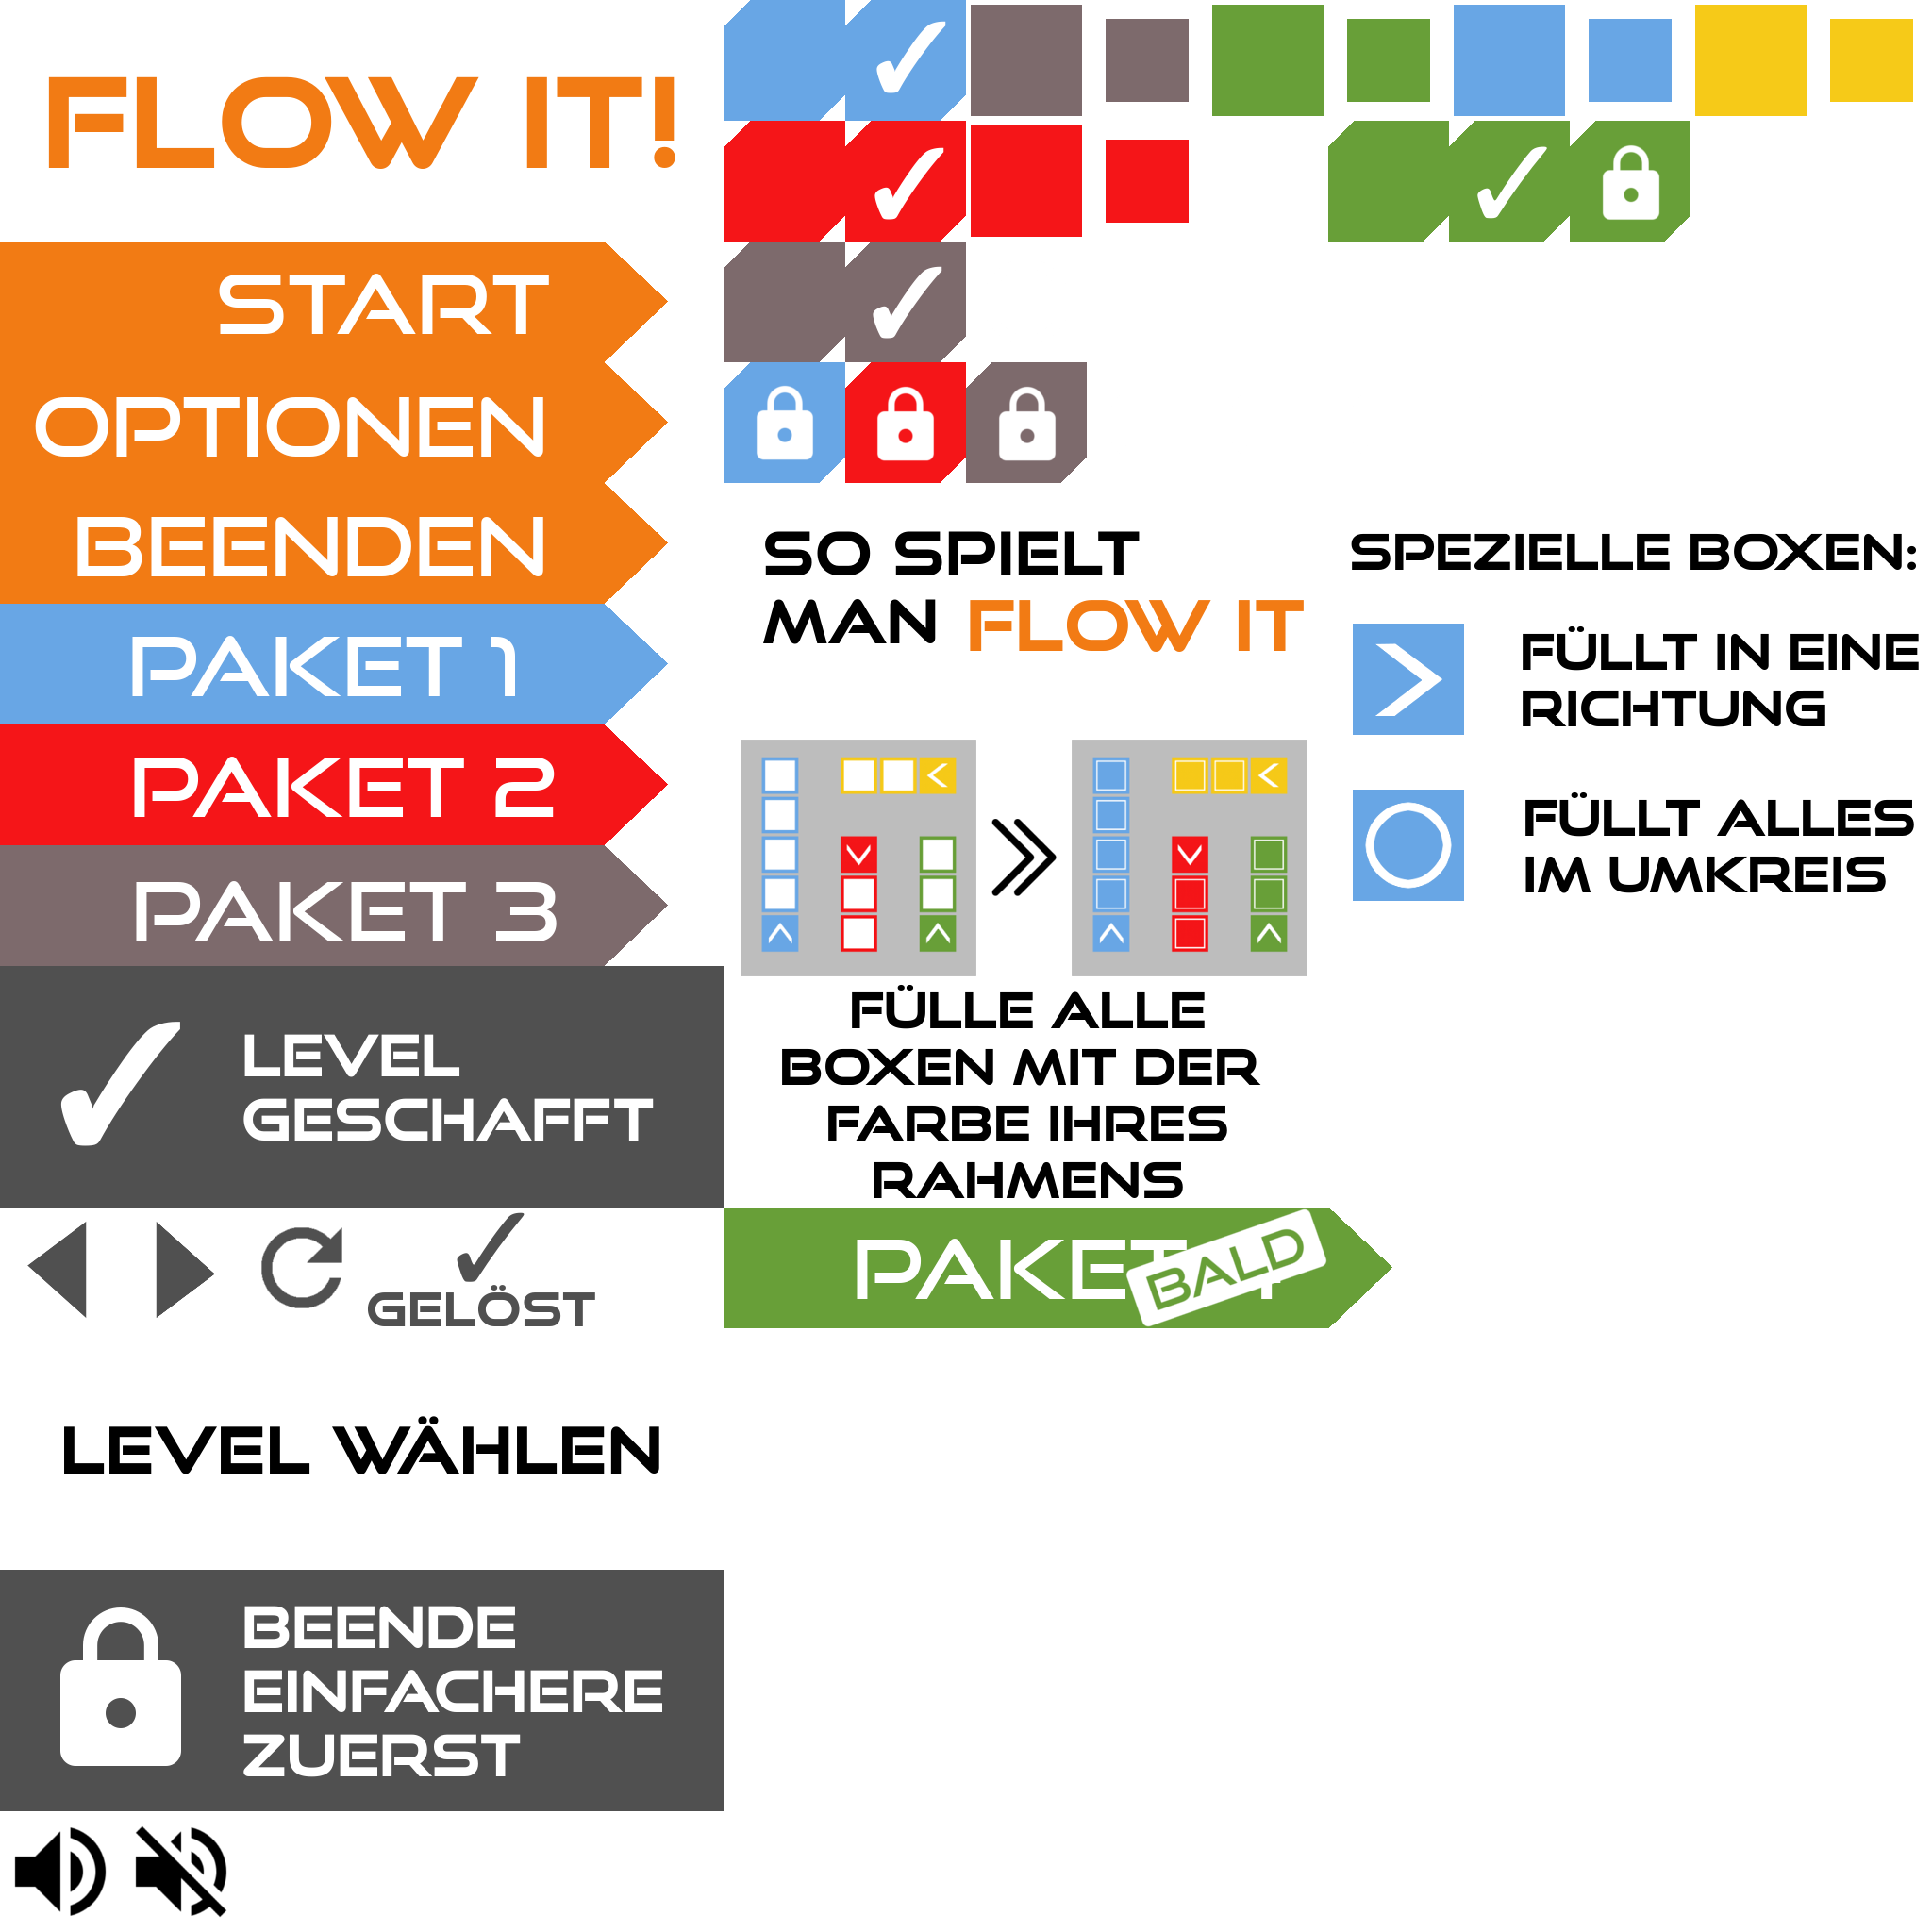 FLOW IT!
START
OPTIONEN
BEENDEN
PAKET 1
PAKET 2
PAKET 3
LEVEL
GESCHAFFT
GELÖST
LEVEL WÄHLEN
BEENDE
EINFACHERE
ZUERST
SO SPIELT
MAN FLOW IT
FÜLLE ALLE
BOXEN MIT DER
FARBE IHRES
RAHMENS
PAKET
BALD
SPEZIELLE BOXEN:
FÜLLT IN EINE
RICHTUNG
FÜLLT ALLES
IM UMKREIS